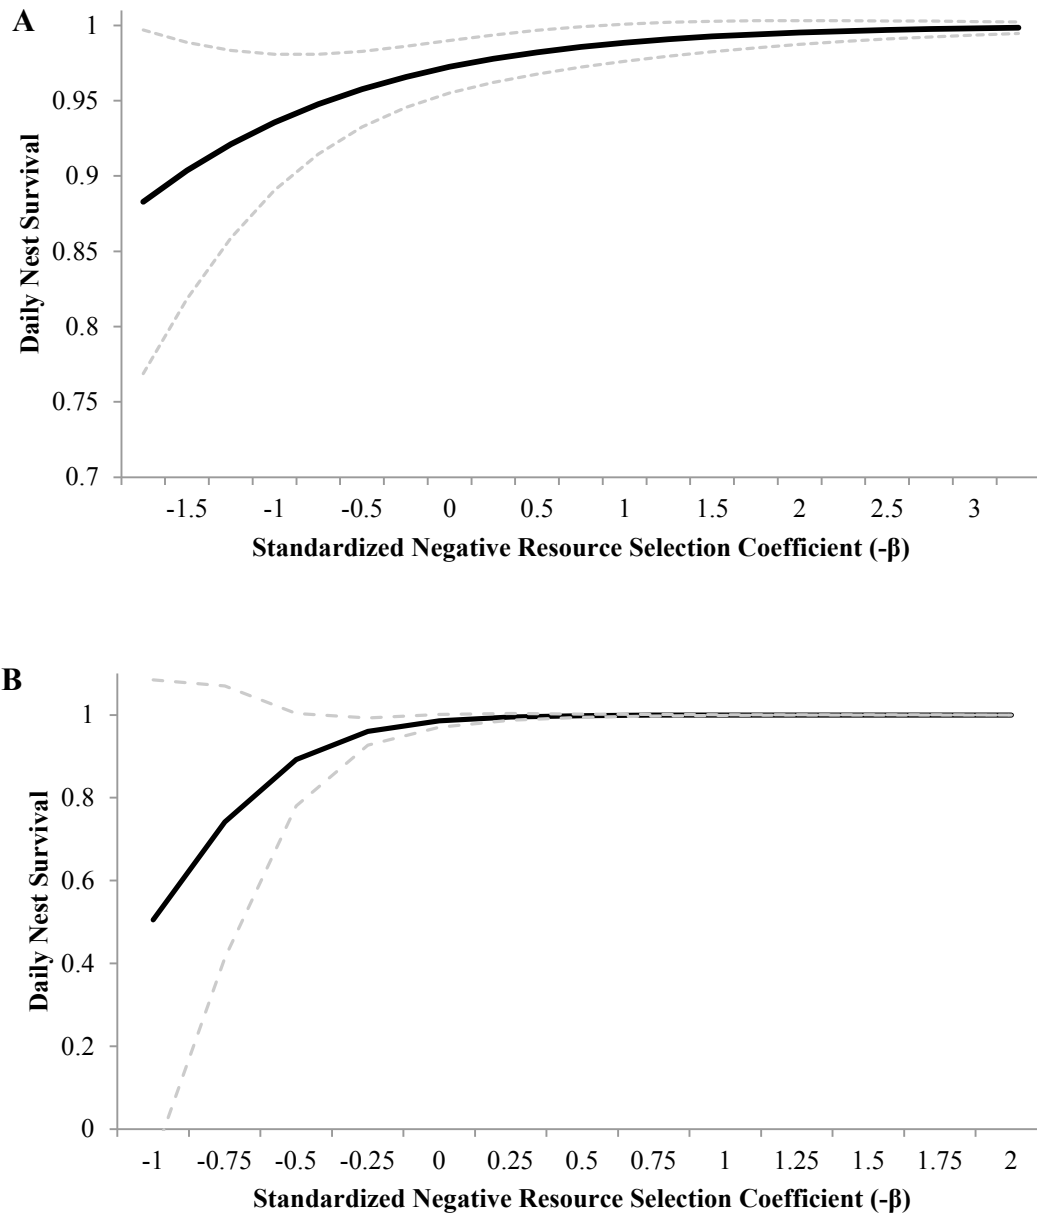 A
1
0.95
0.9
0.85
0.8
0.75
0.7
Daily Nest Survival
-1.5 -1 -0.5 0 0.5 1 1.5 2 2.5 3
Standardized Negative Resource Selection Coefficient (-β)
B
1
0.8
0.6
0.4
0.2
0
Daily Nest Survival
-1 -0.75 -0.5 -0.25 0 0.25 0.5 0.75 1 1.25 1.5 1.75 2
Standardized Negative Resource Selection Coefficient (-β)